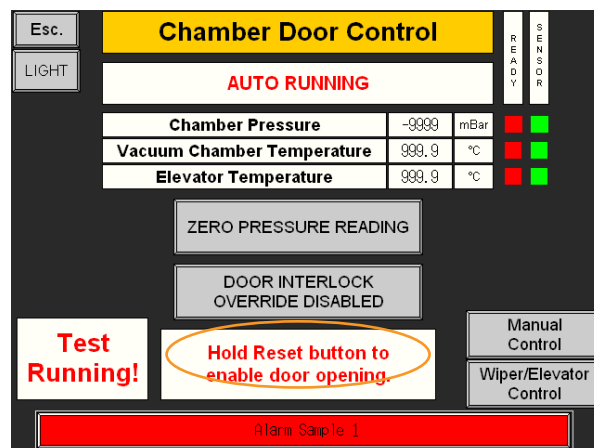 Esc.
Chamber Door Control
READY
SENSOR
LIGHT
AUTO RUNNING
Chamber Pressure -9999 mBar
Vacuum Chamber Temperature 999.9 °C
Elevator Temperature 999.9 °C
ZERO PRESSURE READING
DOOR INTERLOCK
OVERRIDE DISABLED
Test
Running!
Hold Reset button to
enable door opening.
Manual
Control
Wiper/Elevator
Control
Alarm Sample 1